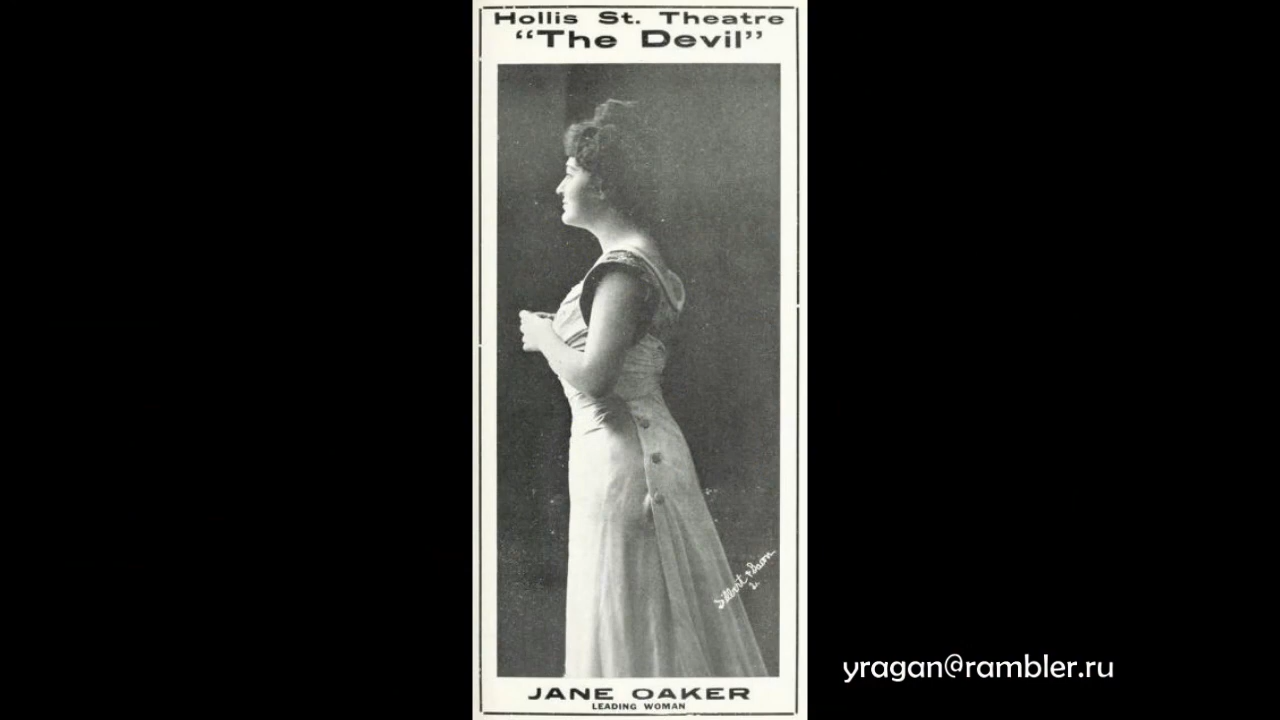 Hollis St. Theatre
"The Devil"
JANE OAKER
LEADING WOMAN
yragan@rambler.ru